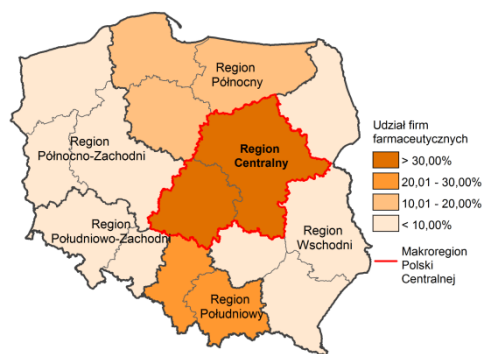 Region
Północny
Region
Północno-Zachodni
Region
Centralny
Region
Południowo-Zachodni
Region
Wschodni
Region
Południowy
Udział firm
farmaceutycznych
> 30,00%
20,01 - 30,00%
10,01 - 20,00%
< 10,00%
Makroregion
Polski
Centralnej